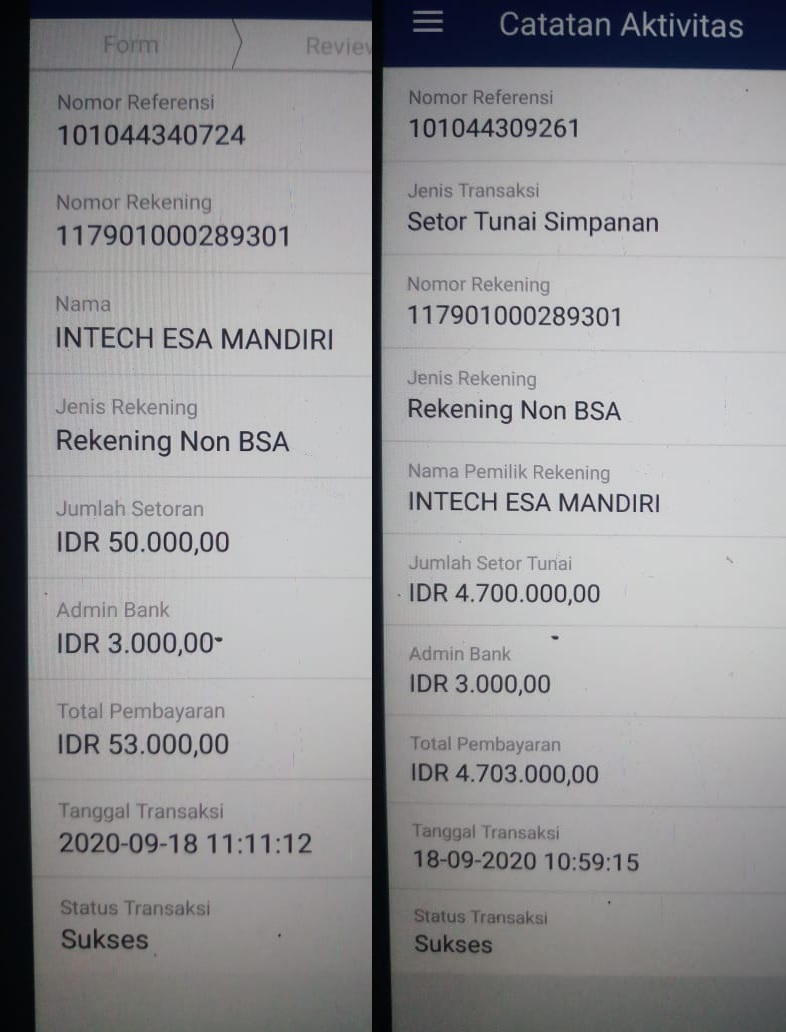 Form
Review
Nomor Referensi
101044340724
Nomor Rekening
117901000289301
Nama
INTECH ESA MANDIRI
Jenis Rekening
Rekening Non BSA
Jumlah Setoran
IDR 50.000,00
Admin Bank
IDR 3.000,00
Total Pembayaran
IDR 53.000,00
Tanggal Transaksi
2020-09-18 11:11:12
Status Transaksi
Sukses
Catatan Aktivitas
Nomor Referensi
101044309261
Jenis Transaksi
Setor Tunai Simpanan
Nomor Rekening
117901000289301
Jenis Rekening
Rekening Non BSA
Nama Pemilik Rekening
INTECH ESA MANDIRI
Jumlah Setor Tunai
IDR 4.700.000,00
Admin Bank
IDR 3.000,00
Total Pembayaran
IDR 4.703.000,00
Tanggal Transaksi
18-09-2020 10:59:15
Status Transaksi
Sukses